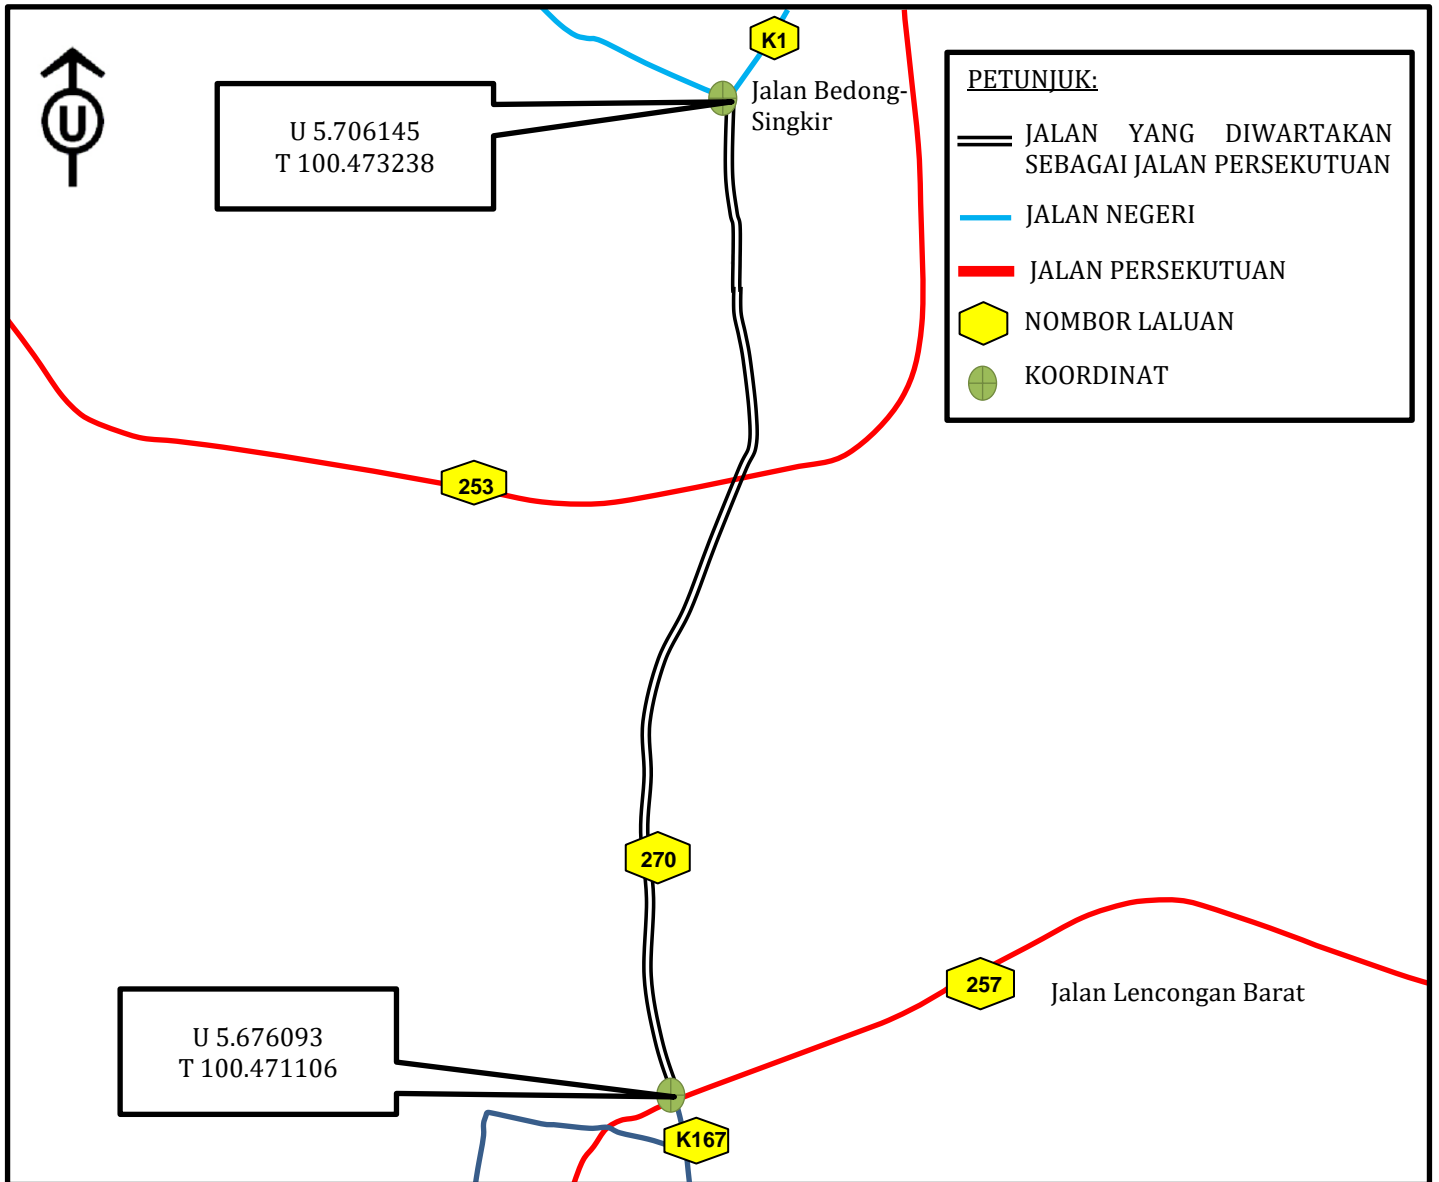 K1
Jalan Bedong-
Singkir
U
U 5.706145
T 100.473238
PETUNJUK:
JALAN YANG DIWARTAKAN
SEBAGAI JALAN PERSEKUTUAN
JALAN NEGERI
JALAN PERSEKUTUAN
NOMBOR LALUAN
KOORDINAT
253
270
257
Jalan Lencongan Barat
U 5.676093
T 100.471106
K167